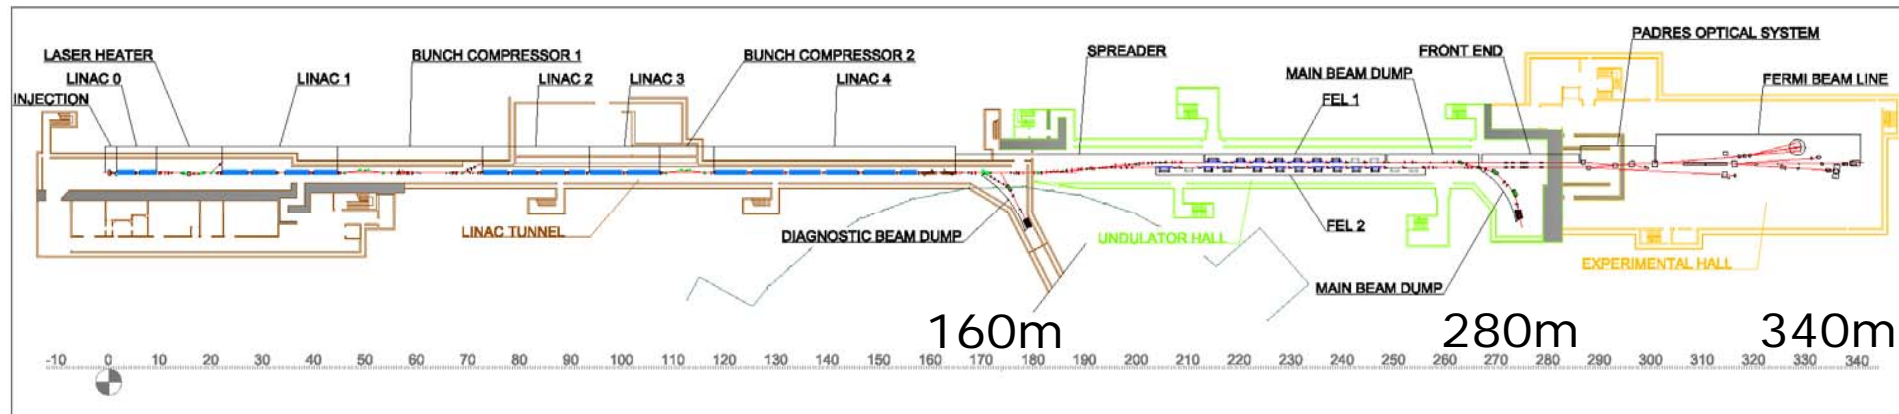 PADRES OPTICAL SYSTEM
LASER HEATER
BUNCH COMPRESSOR 1
BUNCH COMPRESSOR 2
SPREADER
FRONT END
LINAC 0
LINAC 1
LINAC 2
LINAC 3
LINAC 4
MAIN BEAM DUMP
FERMI BEAM LINE
INJECTION
FEL 1
LINAC TUNNEL
DIAGNOSTIC BEAM DUMP
UNDULATOR HALL
FEL 2
EXPERIMENTAL HALL
MAIN BEAM DUMP
160m
280m
340m
-10 0 10 20 30 40 50 60 70 80 90 100 110 120 130 140 150 160 170 180 190 200 210 220 230 240 250 260 270 280 290 300 310 320 330 340